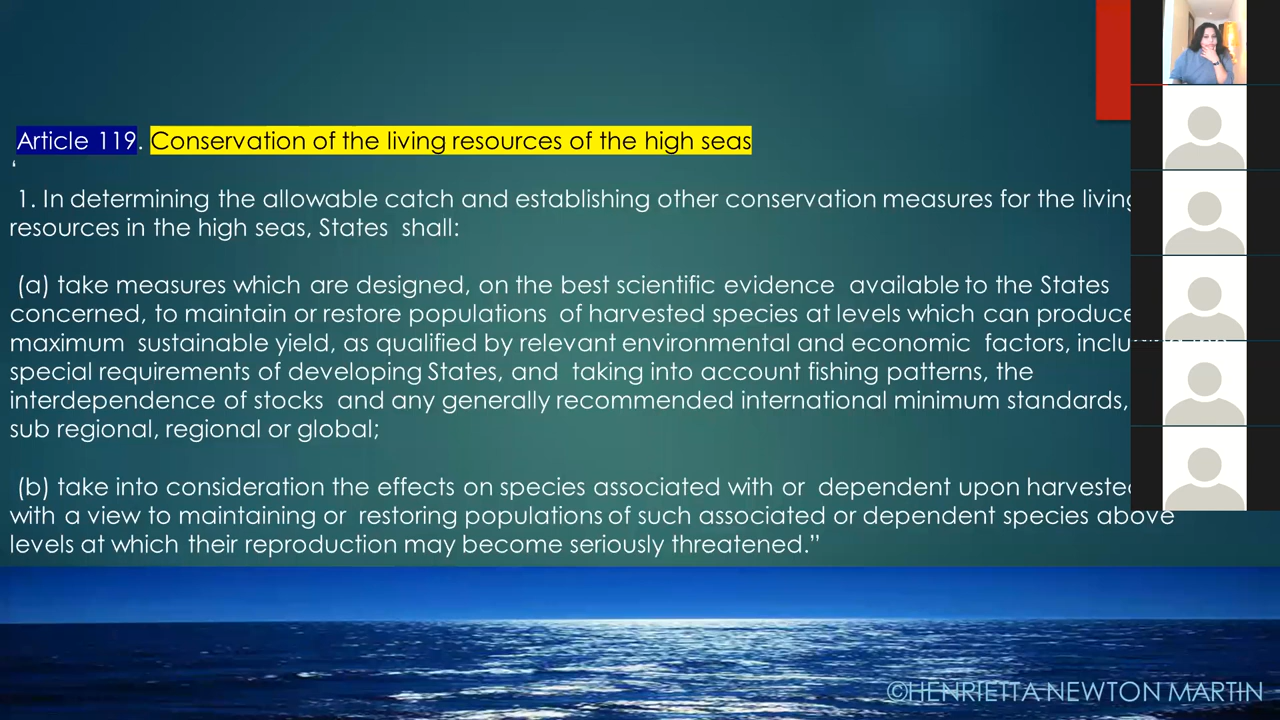 Article 119. Conservation of the living resources of the high seas
‘
1. In determining the allowable catch and establishing other conservation measures for the living
resources in the high seas, States shall:
(a) take measures which are designed, on the best scientific evidence available to the States
concerned, to maintain or restore populations of harvested species at levels which can produce
maximum sustainable yield, as qualified by relevant environmental and economic factors, including
special requirements of developing States, and taking into account fishing patterns, the
interdependence of stocks and any generally recommended international minimum standards,
sub regional, regional or global;
(b) take into consideration the effects on species associated with or dependent upon harvested
with a view to maintaining or restoring populations of such associated or dependent species above
levels at which their reproduction may become seriously threatened.”
©HENRIETTA NEWTON MARTIN